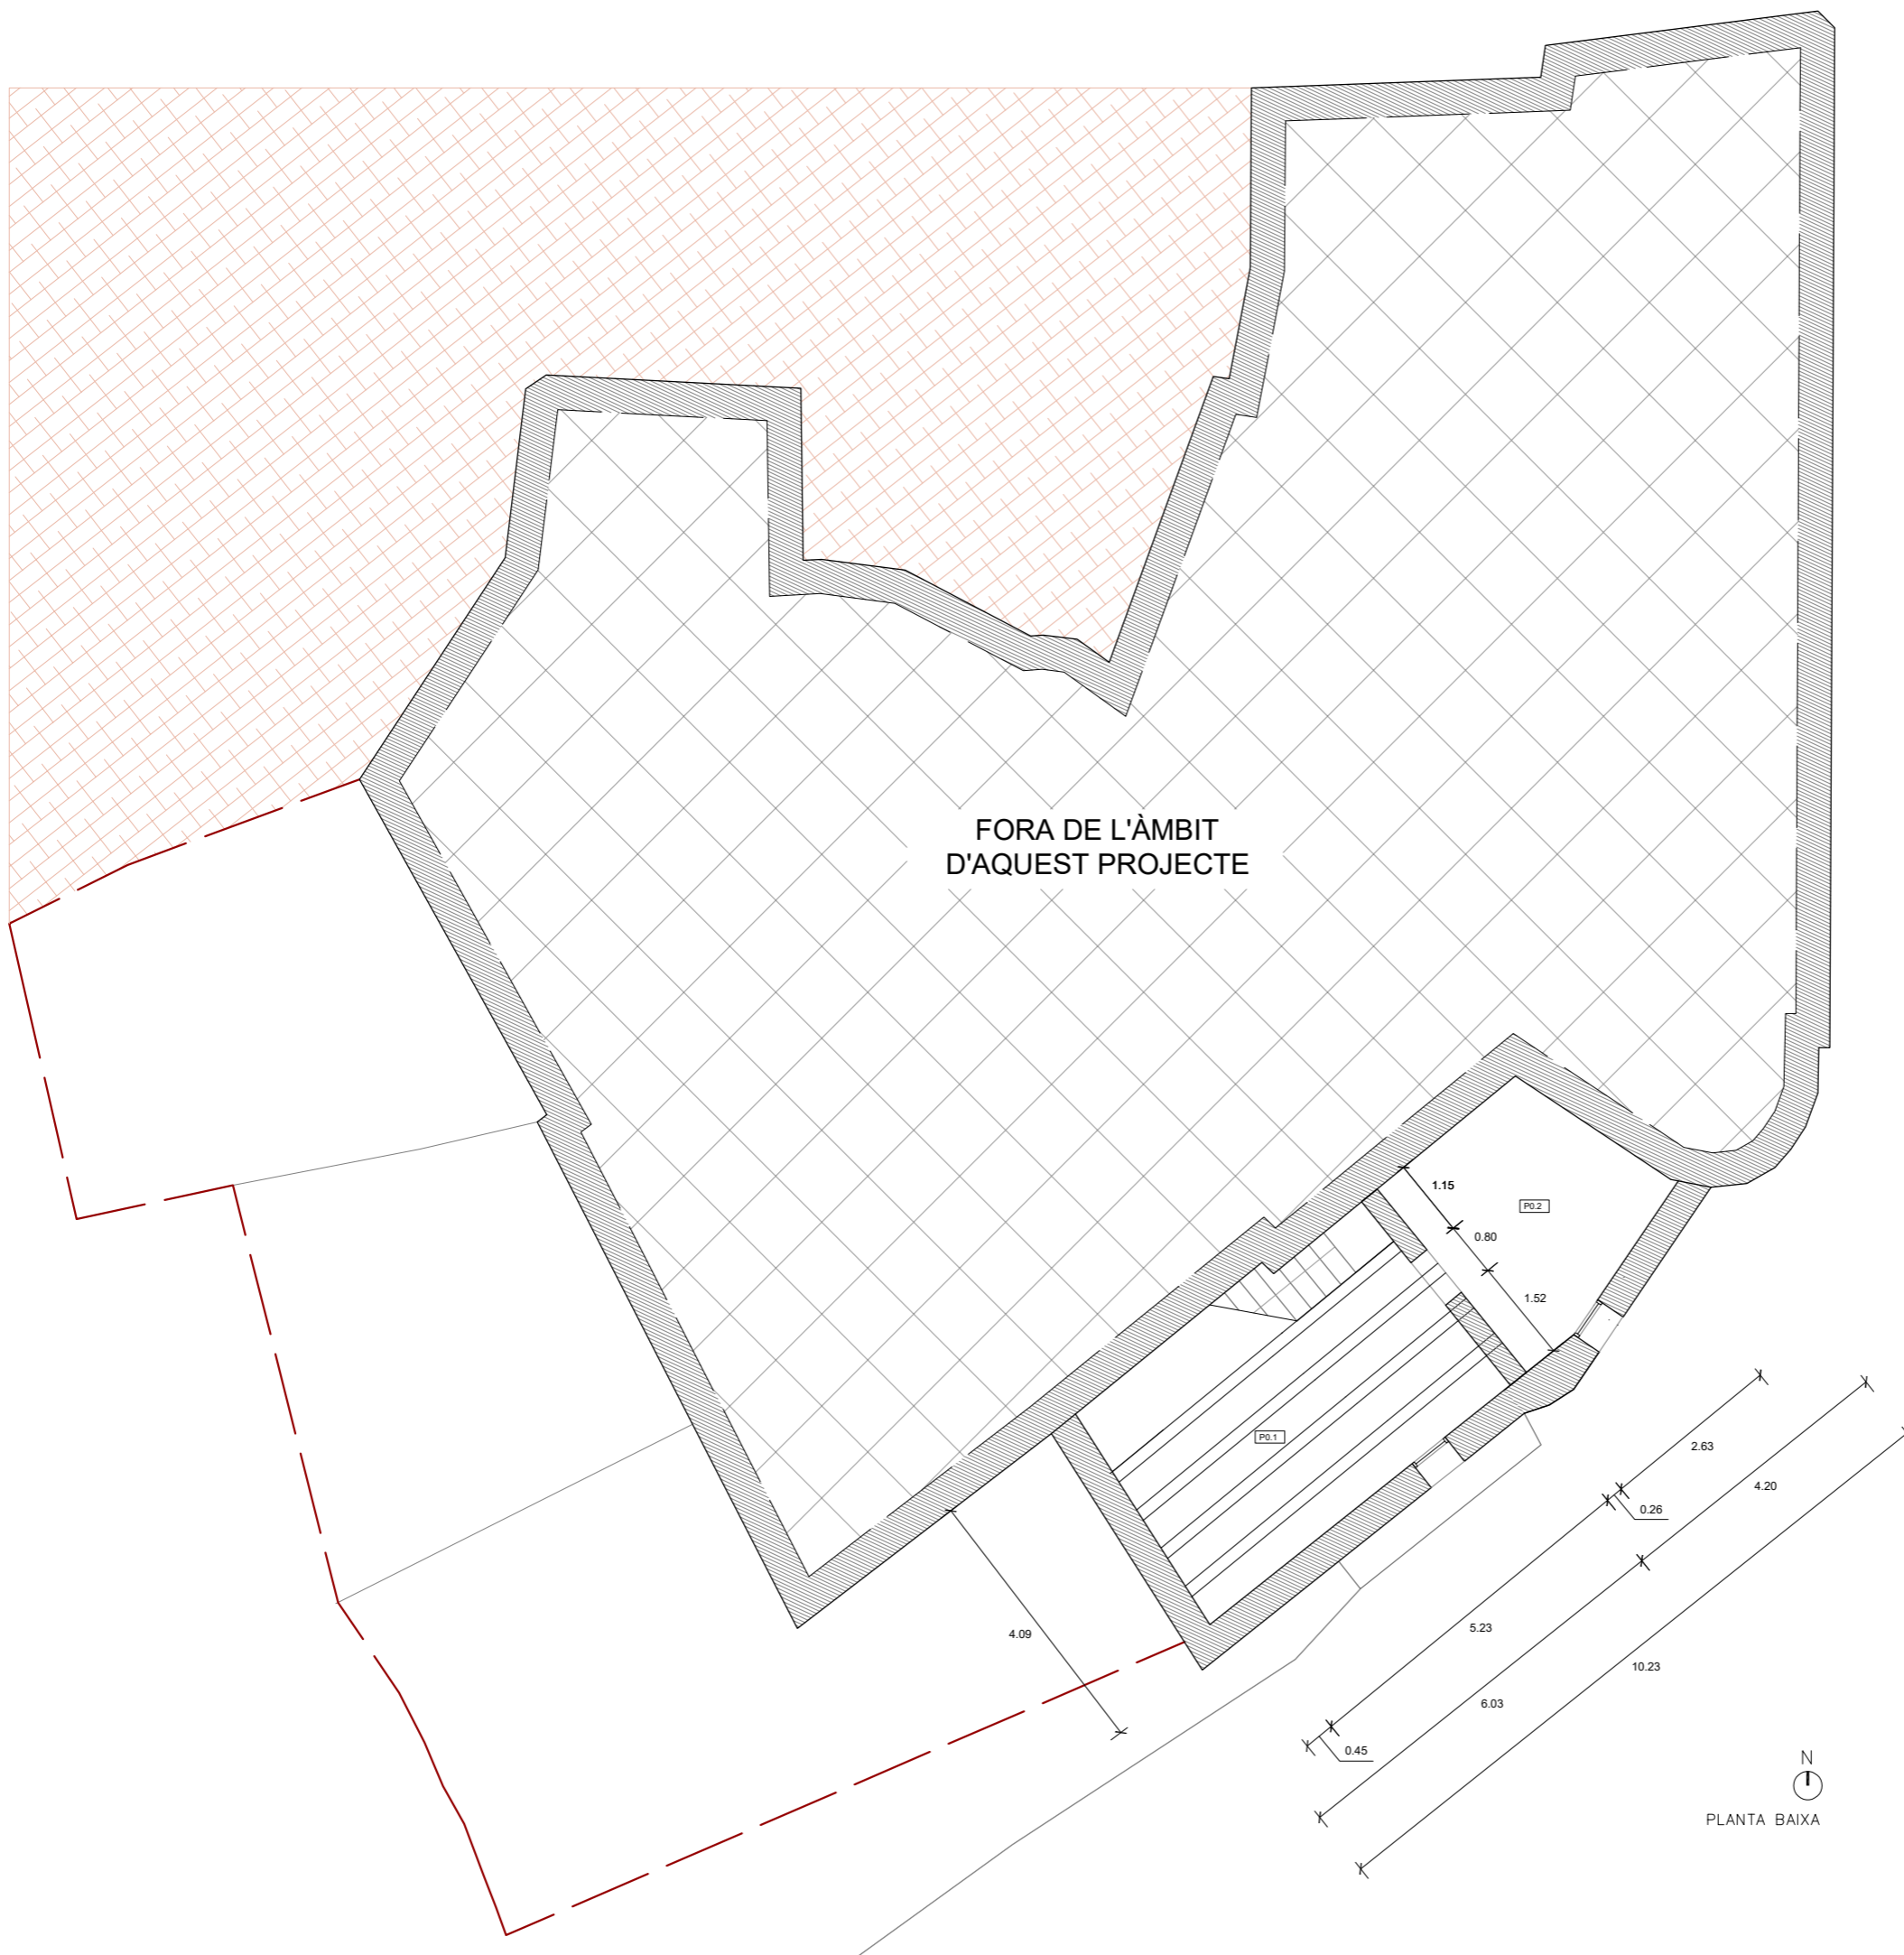 FORA DE L'ÀMBIT
D'AQUEST PROJECTE
1.15
P0.2
0.80
1.52
P0.1
2.63
4.20
0.26
5.23
4.09
10.23
6.03
0.45
N
PLANTA BAIXA